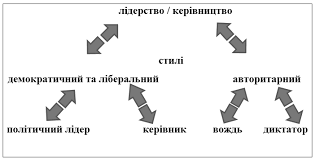 лідерство / керівництво
стилі
демократичний та ліберальний авторитарний
політичний лідер керівник вождь диктатор